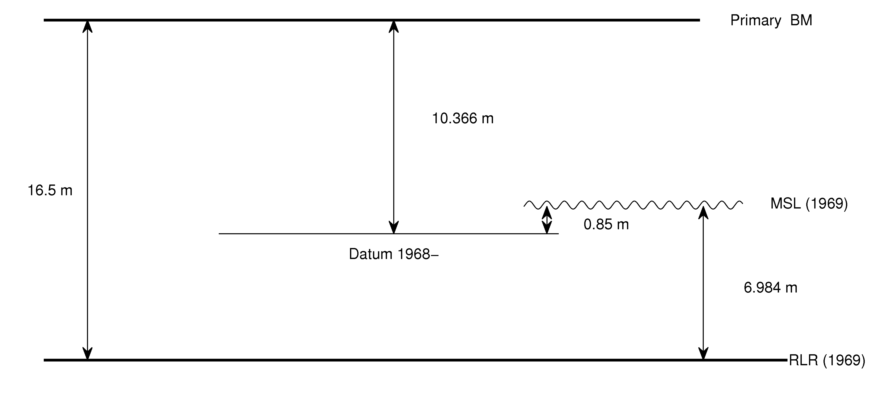 Primary BM
10.366 m
16.5 m
MSL (1969)
0.85 m
Datum 1968–
6.984 m
RLR (1969)